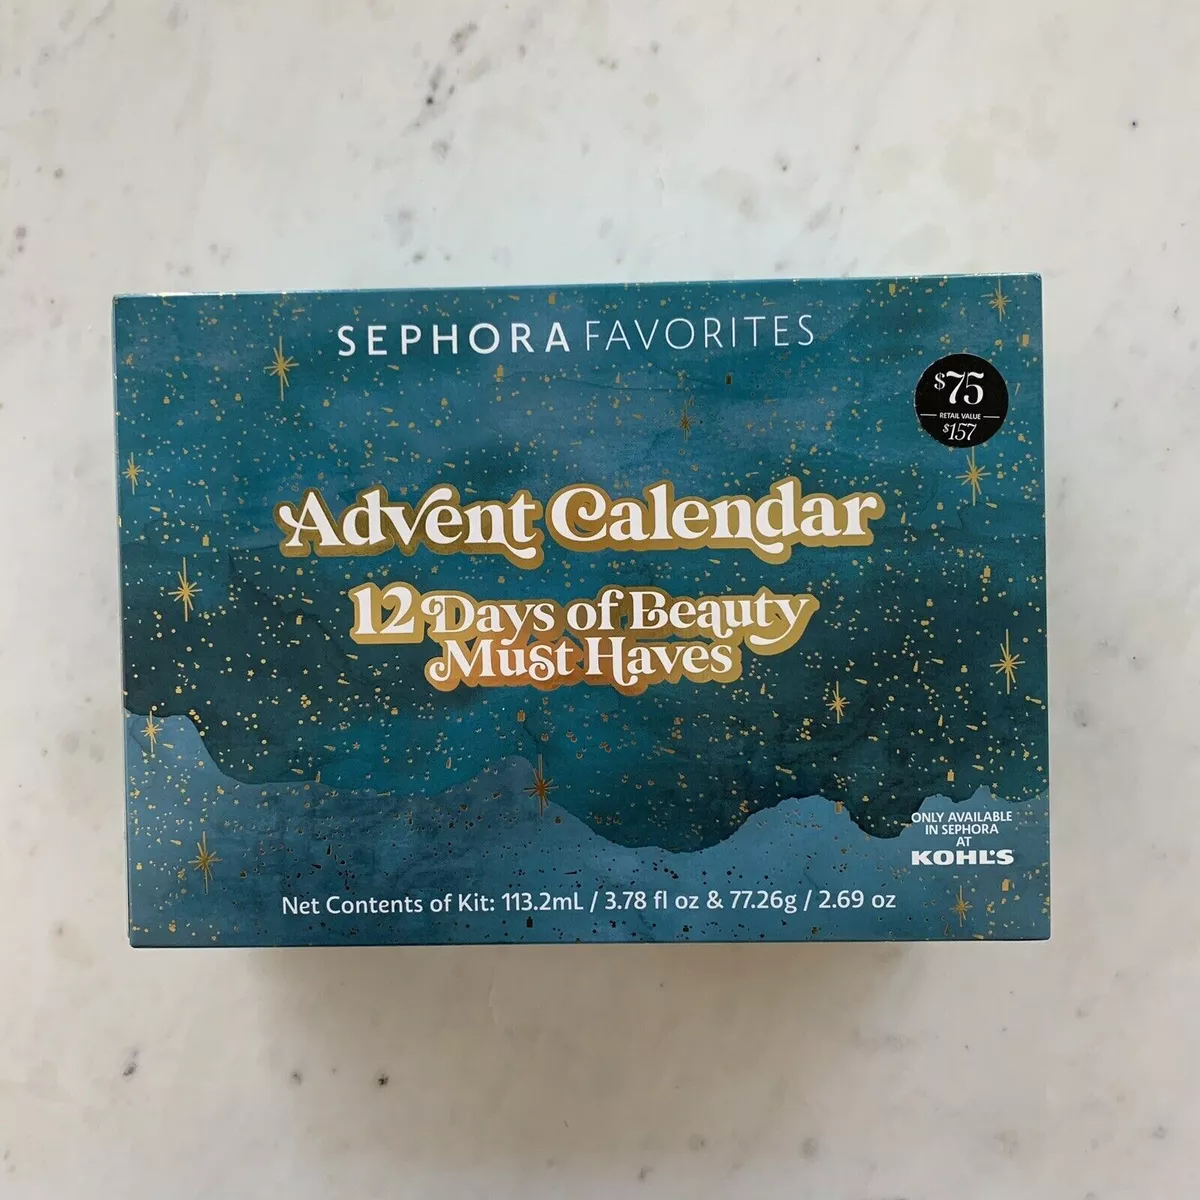 SEPHORA FAVORITES
$75
RETAIL VALUE
$157
Advent Calendar
12 Days of Beauty
Must Haves
ONLY AVAILABLE
IN SEPHORA
AT
KOHL'S
Net Contents of Kit: 113.2mL / 3.78 fl oz & 77.26g / 2.69 oz